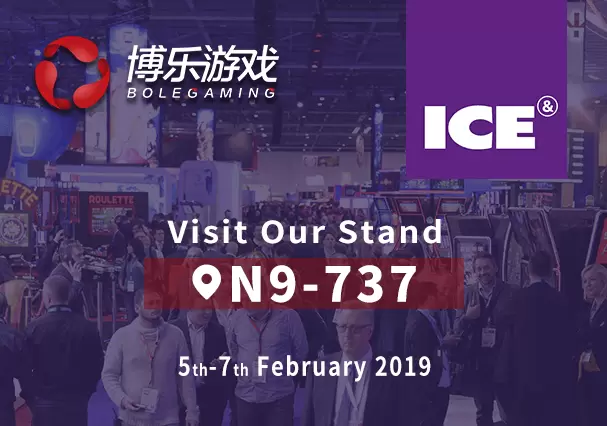 博乐游戏
BOLEGAMING
ICE
&
Visit Our Stand
N9-737
5th-7th February 2019
ROULETTE
ROULETTE